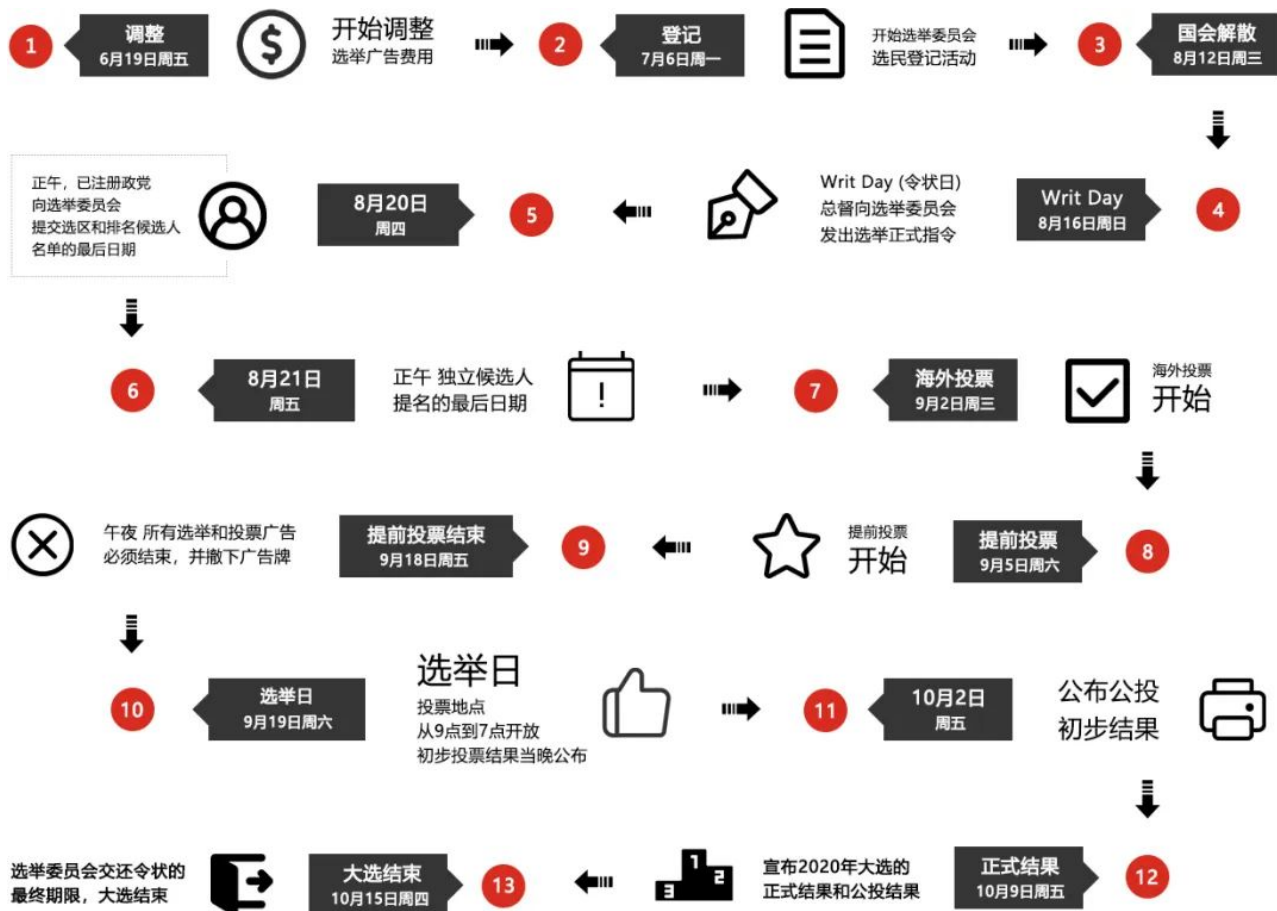 1
调整
6月19日周五
开始调整
选举广告费用
2
登记
7月6日周一
开始选举委员会
选民登记活动
3
国会解散
8月12日周三
4
Writ Day
8月16日周日
Writ Day (令状日)
总督向选举委员会
发出选举正式指令
5
8月20日
周四
正午，已注册政党
向选举委员会
提交选区和排名候选人
名单的最后日期
6
8月21日
周五
正午 独立候选人
提名的最后日期
7
海外投票
9月2日周三
海外投票
开始
8
提前投票
9月5日周六
提前投票
开始
9
提前投票结束
9月18日周五
午夜 所有选举和投票广告
必须结束，并撤下广告牌
10
选举日
9月19日周六
选举日
投票地点
从9点到7点开放
初步投票结果当晚公布
11
10月2日
周五
公布公投
初步结果
12
正式结果
10月9日周五
宣布2020年大选的
正式结果和公投结果
1
2
3
13
大选结束
10月15日周四
选举委员会交还令状的
最终期限，大选结束